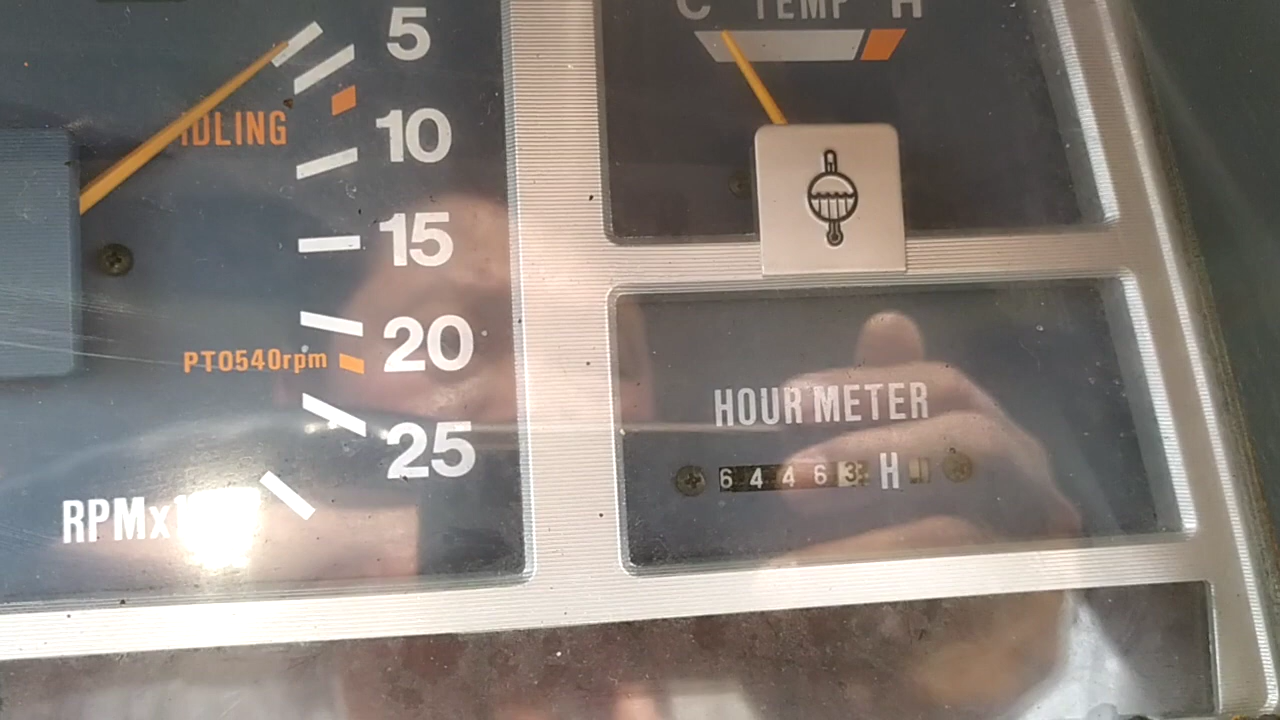 C TEMP H
5
IDLING
10
15
20
PTO540rpm
25
RPMx
HOUR METER
64463 H